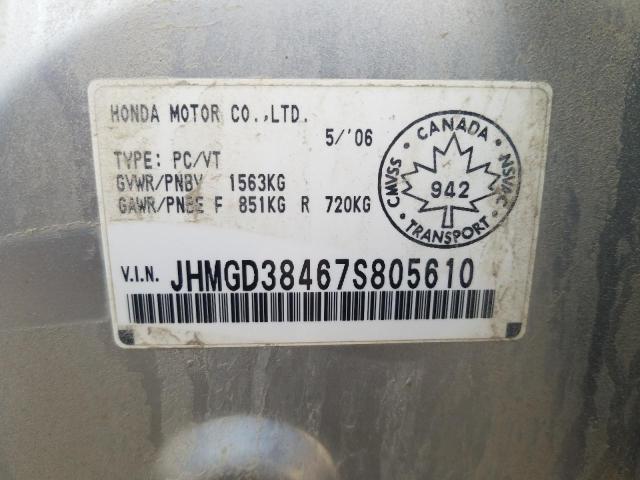 HONDA MOTOR CO.,LTD.
5/'06
TYPE: PC/VT
GVWR/PNBV 1563KG
GAWR/PNBE F 851KG R 720KG
CANADA
CMVSS
942
NSVAC
TRANSPORT
V.I.N. JHMGD38467S805610